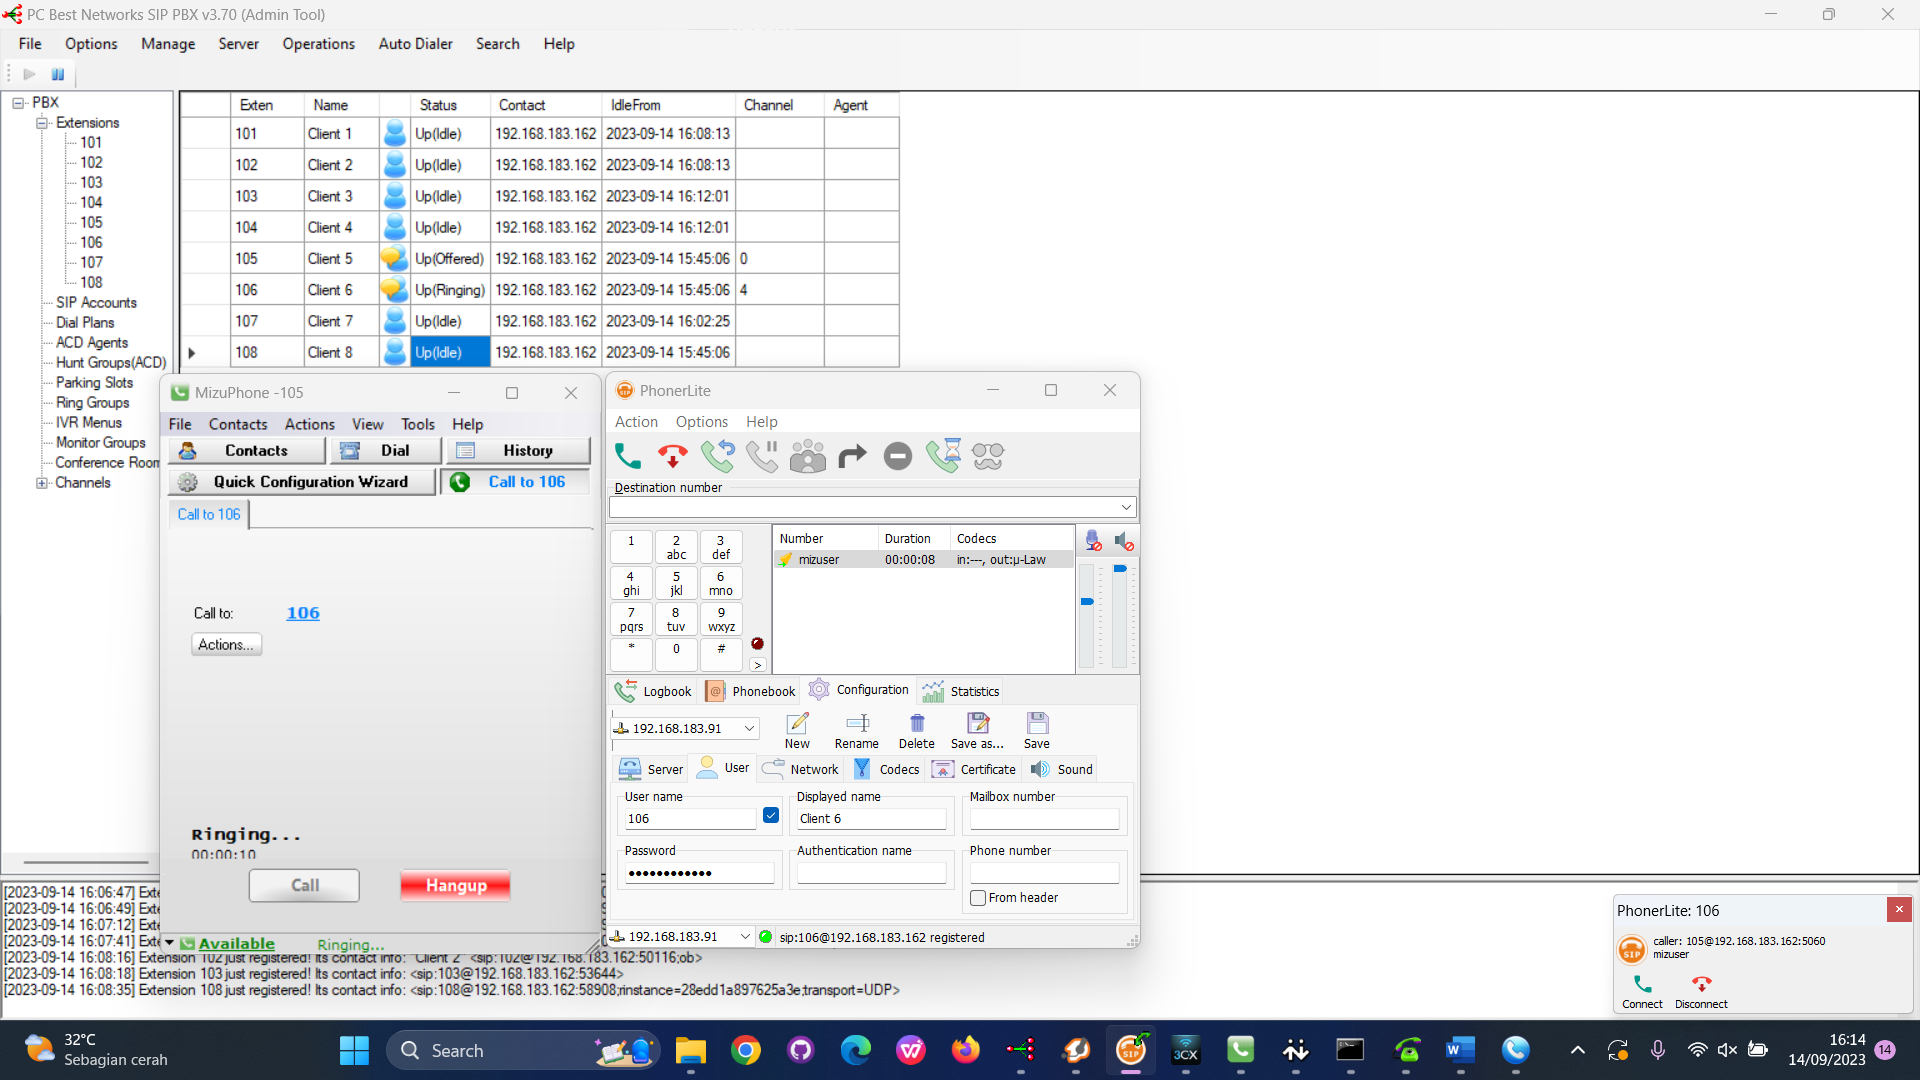 PC Best Networks SIP PBX v3.70 (Admin Tool)
File Options Manage Server Operations Auto Dialer Search Help
PBX
Extensions
101
102
103
104
105
106
107
108
SIP Accounts
Dial Plans
ACD Agents
Hunt Groups(ACD)
Parking Slots
Ring Groups
IVR Menus
Monitor Groups
Conference Room
Channels
Exten Name Status Contact IdleFrom Channel Agent
101 Client 1 Up(Idle) 192.168.183.162 2023-09-14 16:08:13
102 Client 2 Up(Idle) 192.168.183.162 2023-09-14 16:08:13
103 Client 3 Up(Idle) 192.168.183.162 2023-09-14 16:12:01
104 Client 4 Up(Idle) 192.168.183.162 2023-09-14 16:12:01
105 Client 5 Up(Offered) 192.168.183.162 2023-09-14 15:45:06 0
106 Client 6 Up(Ringing) 192.168.183.162 2023-09-14 15:45:06 4
107 Client 7 Up(Idle) 192.168.183.162 2023-09-14 16:02:25
108 Client 8 Up(Idle) 192.168.183.162 2023-09-14 15:45:06
MizuPhone -105
File Contacts Actions View Tools Help
Contacts Dial History
Quick Configuration Wizard Call to 106
Call to 106
Call to: 106
Actions...
Ringing...
00:00:10
Call Hangup
Available Ringing...
PhonerLite
Action Options Help
Destination number
1 2 abc 3 def
4 ghi 5 jkl 6 mno
7 pqrs 8 tuv 9 wxyz
* 0 #
>
Number Duration Codecs
mizuser 00:00:08 in:---, out:µ-Law
Logbook Phonebook Configuration Statistics
192.168.183.91 New Rename Delete Save as... Save
Server User Network Codecs Certificate Sound
User name Displayed name Mailbox number
106 Client 6
Password Authentication name Phone number
••••••••••••
From header
192.168.183.91 sip:106@192.168.183.162 registered
[2023-09-14 16:06:47] Exte
[2023-09-14 16:06:49] Exte
[2023-09-14 16:07:12] Exte
[2023-09-14 16:07:41] Exte
[2023-09-14 16:08:16] Extension 102 just registered! Its contact info: "Client 2" <sip:102@192.168.183.162:50116;ob>
[2023-09-14 16:08:18] Extension 103 just registered! Its contact info: <sip:103@192.168.183.162:53644>
[2023-09-14 16:08:35] Extension 108 just registered! Its contact info: <sip:108@192.168.183.162:58908;rinstance=28edd1a897625a3e;transport=UDP>
PhonerLite: 106
caller: 105@192.168.183.162:5060
mizuser
SIP
Connect Disconnect
32°C
Sebagian cerah
Search
SIP
3CX
16:14
14/09/2023
14